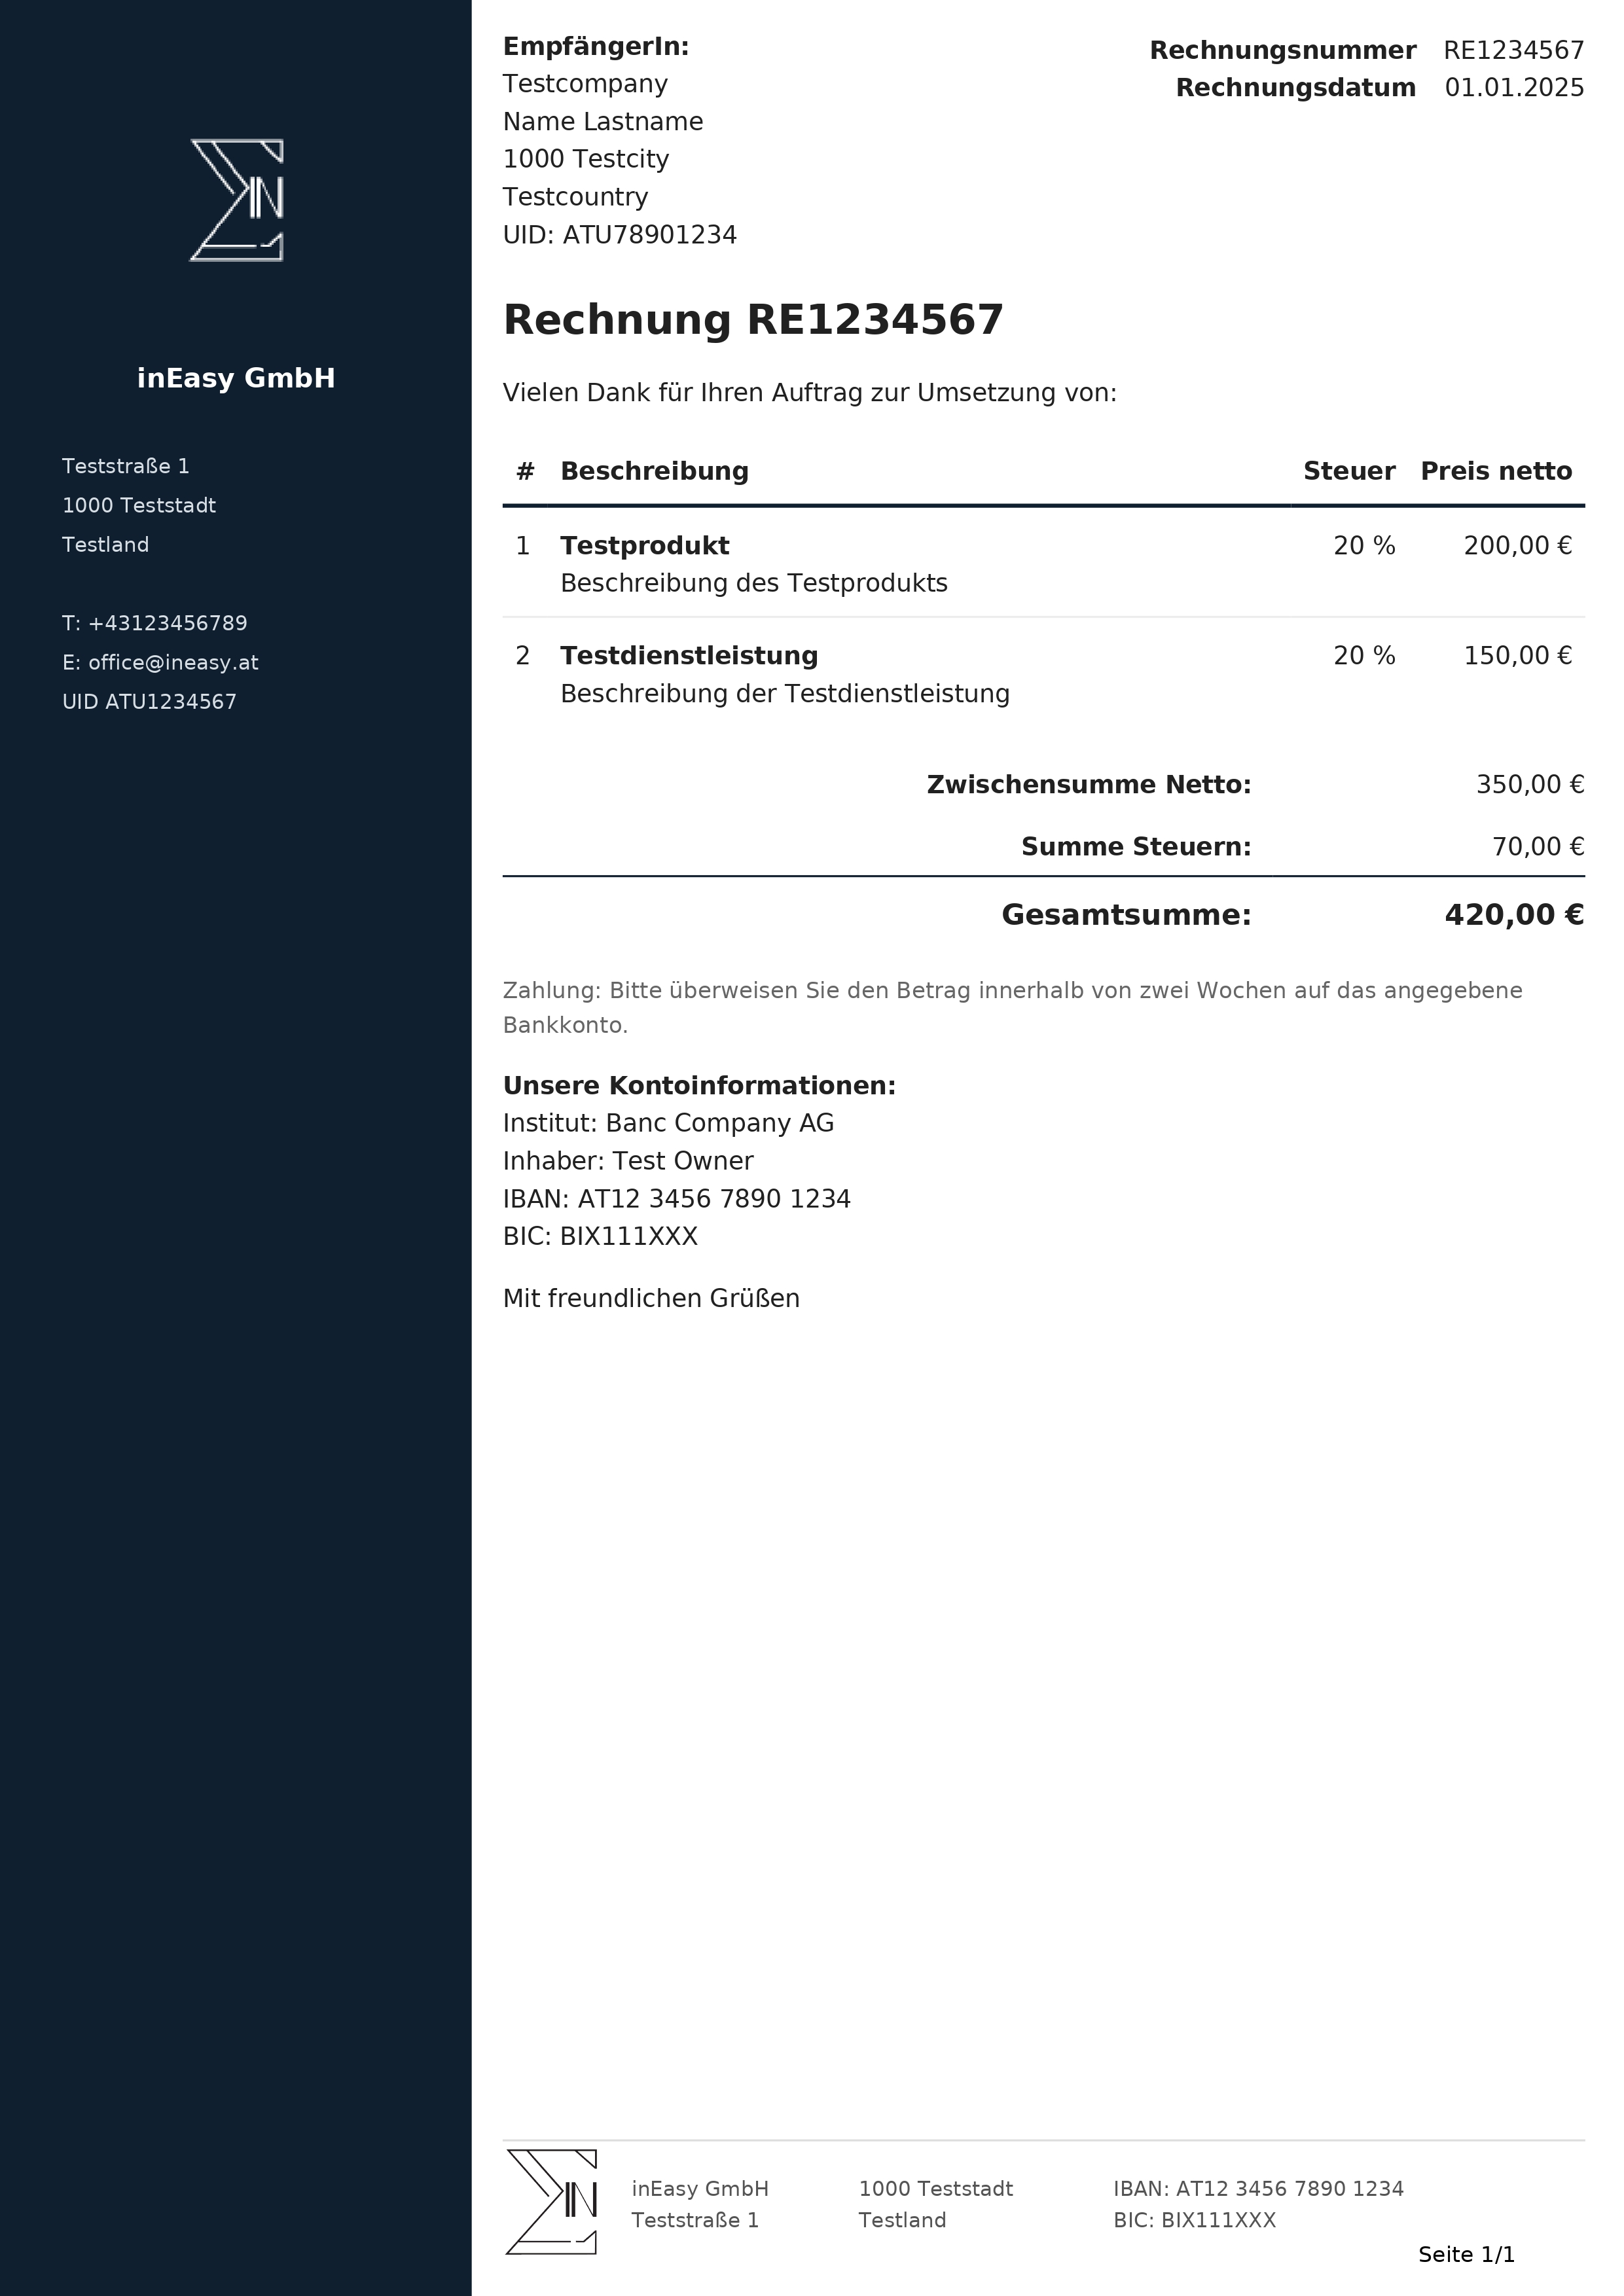 IN
inEasy GmbH
Teststraße 1
1000 Teststadt
Testland
T: +43123456789
E: office@ineasy.at
UID ATU1234567
EmpfängerIn:
Testcompany
Name Lastname
1000 Testcity
Testcountry
UID: ATU78901234
Rechnungsnummer RE1234567
Rechnungsdatum 01.01.2025
Rechnung RE1234567
Vielen Dank für Ihren Auftrag zur Umsetzung von:
# Beschreibung Steuer Preis netto
1 Testprodukt 20 % 200,00 €
Beschreibung des Testprodukts
2 Testdienstleistung 20 % 150,00 €
Beschreibung der Testdienstleistung
Zwischensumme Netto: 350,00 €
Summe Steuern: 70,00 €
Gesamtsumme: 420,00 €
Zahlung: Bitte überweisen Sie den Betrag innerhalb von zwei Wochen auf das angegebene
Bankkonto.
Unsere Kontoinformationen:
Institut: Banc Company AG
Inhaber: Test Owner
IBAN: AT12 3456 7890 1234
BIC: BIX111XXX
Mit freundlichen Grüßen
IN
inEasy GmbH 1000 Teststadt IBAN: AT12 3456 7890 1234
Teststraße 1 Testland BIC: BIX111XXX
Seite 1/1